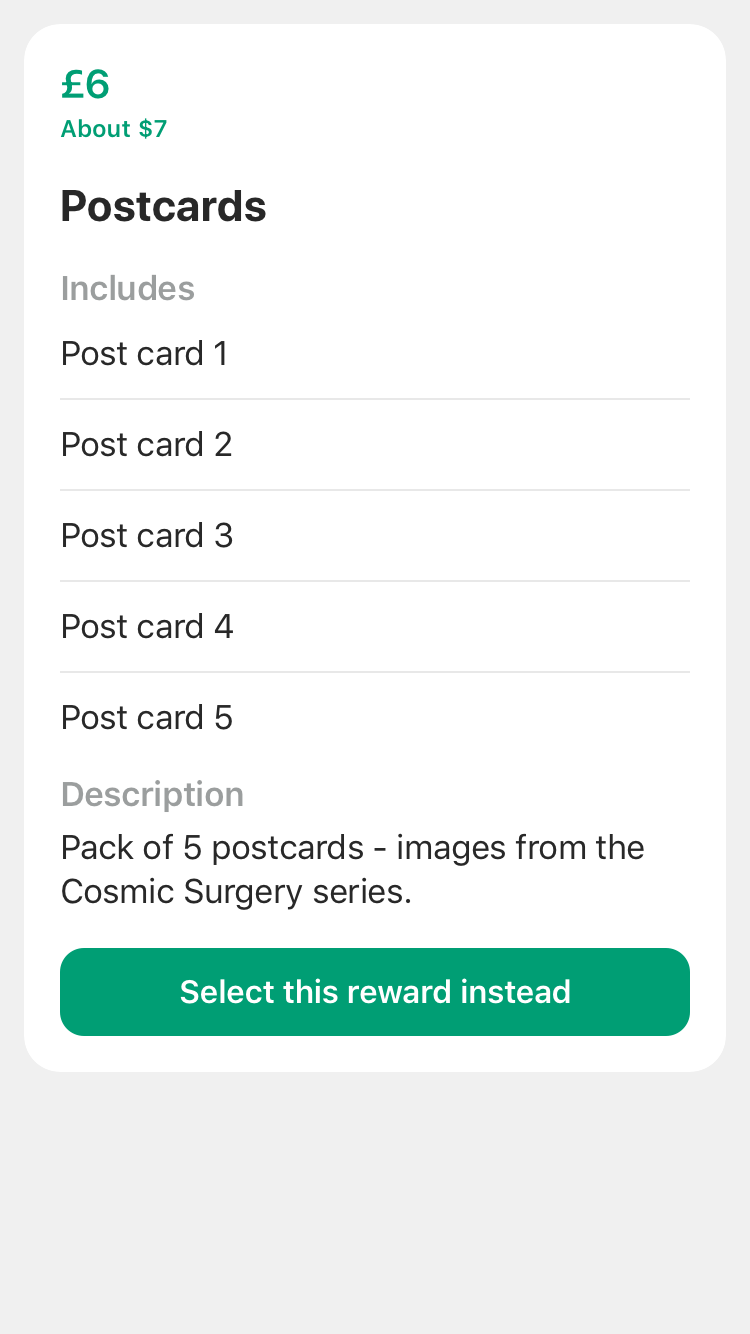 £6
About $7
Postcards
Includes
Post card 1
Post card 2
Post card 3
Post card 4
Post card 5
Description
Pack of 5 postcards - images from the
Cosmic Surgery series.
Select this reward instead